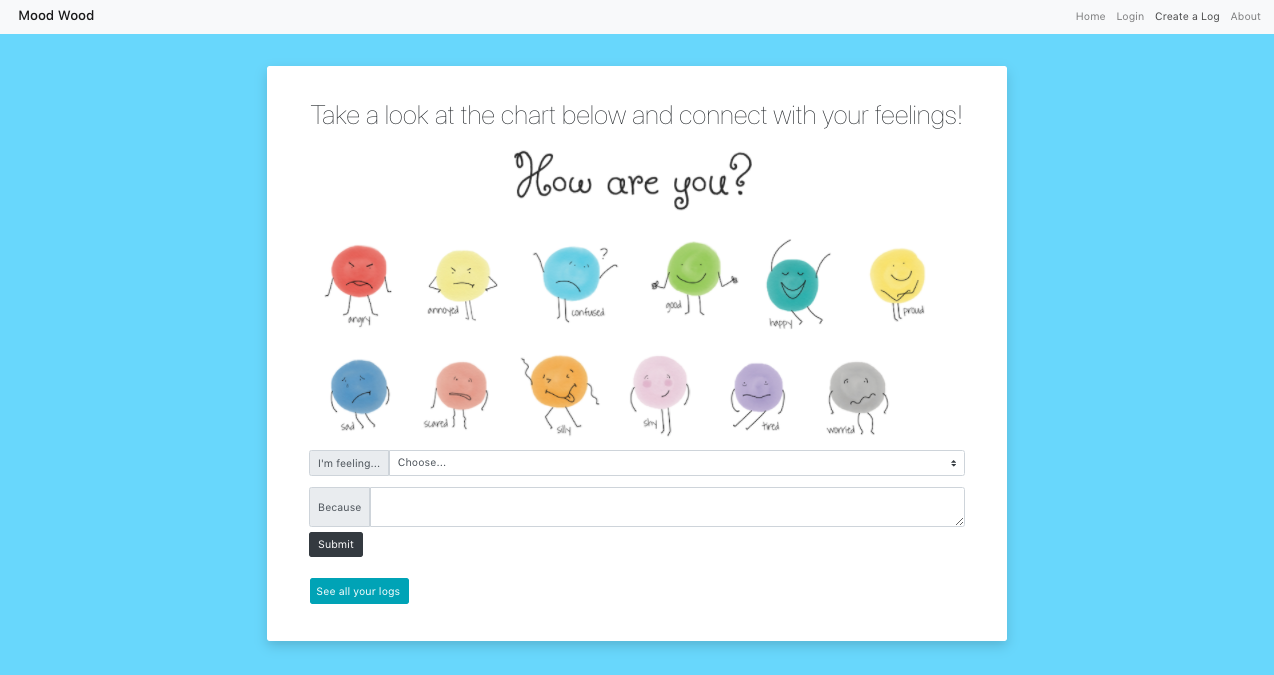 Mood Wood
Home Login Create a Log About
Take a look at the chart below and connect with your feelings!
How are you?
angry annoyed confused good happy proud
sad scared silly shy tired worried
I'm feeling... Choose...
Because
Submit
See all your logs